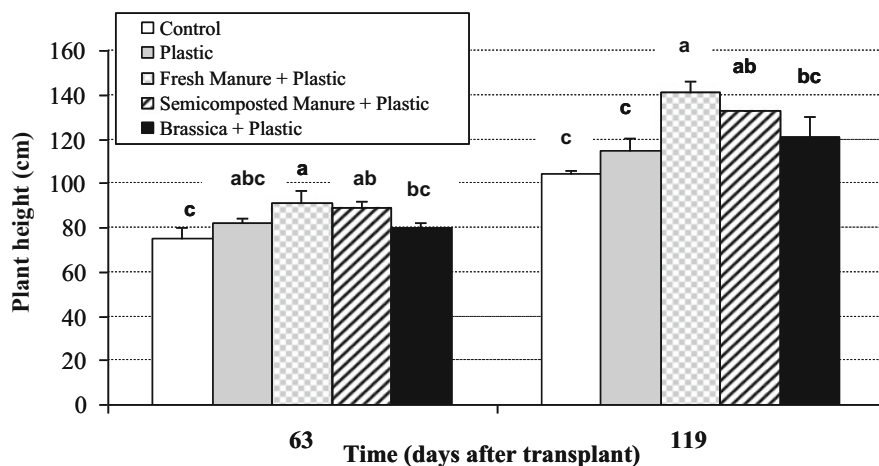 Control
Plastic
Fresh Manure + Plastic
Semicomposted Manure + Plastic
Brassica + Plastic
Plant height (cm)
160
140
120
100
80
60
40
20
0
c abc a ab bc
c c a ab bc
63 119
Time (days after transplant)